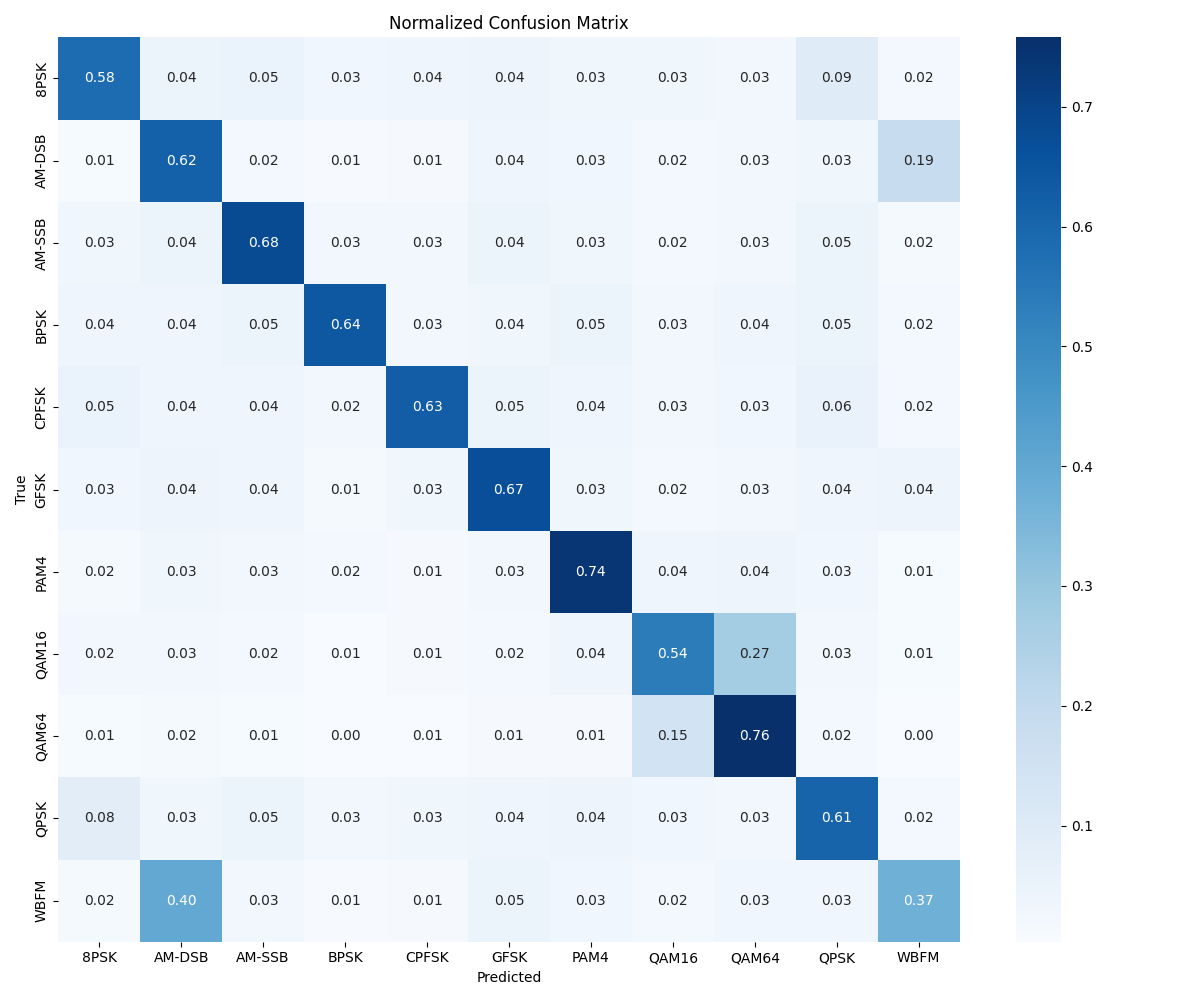 Normalized Confusion Matrix
8PSK 0.58 0.04 0.05 0.03 0.04 0.04 0.03 0.03 0.03 0.09 0.02
AM-DSB 0.01 0.62 0.02 0.01 0.01 0.04 0.03 0.02 0.03 0.03 0.19
AM-SSB 0.03 0.04 0.68 0.03 0.03 0.04 0.03 0.02 0.03 0.05 0.02
BPSK 0.04 0.04 0.05 0.64 0.03 0.04 0.05 0.03 0.04 0.05 0.02
CPFSK 0.05 0.04 0.04 0.02 0.63 0.05 0.04 0.03 0.03 0.06 0.02
GFSK 0.03 0.04 0.04 0.01 0.03 0.67 0.03 0.02 0.03 0.04 0.04
PAM4 0.02 0.03 0.03 0.02 0.01 0.03 0.74 0.04 0.04 0.03 0.01
QAM16 0.02 0.03 0.02 0.01 0.01 0.02 0.04 0.54 0.27 0.03 0.01
QAM64 0.01 0.02 0.01 0.00 0.01 0.01 0.01 0.15 0.76 0.02 0.00
QPSK 0.08 0.03 0.05 0.03 0.03 0.04 0.04 0.03 0.03 0.61 0.02
WBFM 0.02 0.40 0.03 0.01 0.01 0.05 0.03 0.02 0.03 0.03 0.37
True
8PSK AM-DSB AM-SSB BPSK CPFSK GFSK PAM4 QAM16 QAM64 QPSK WBFM
Predicted
0.7
0.6
0.5
0.4
0.3
0.2
0.1